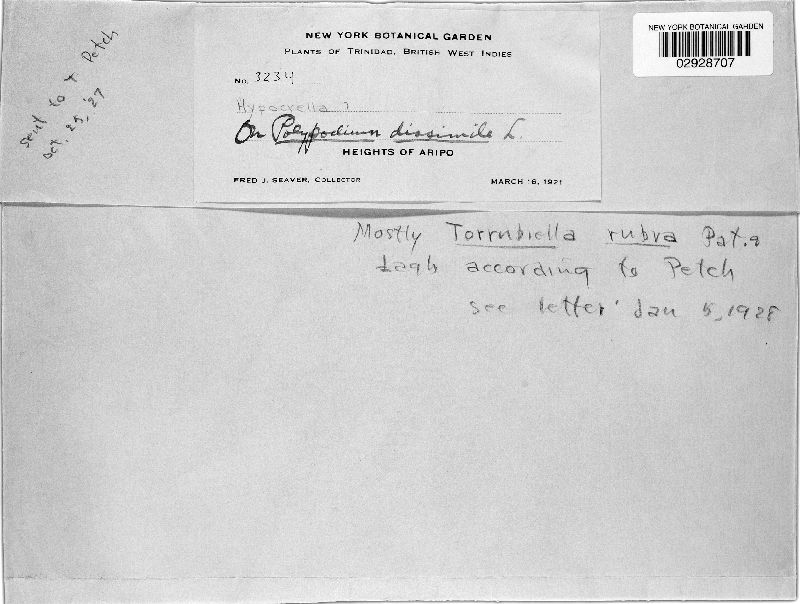 NEW YORK BOTANICAL GARDEN
02928707
NEW YORK BOTANICAL GARDEN
PLANTS OF TRINIDAD, BRITISH WEST INDIES
No. 3234
Hypocrella ?
On Polypodium dissimile L.
HEIGHTS OF ARIPO
FRED J. SEAVER, COLLECTOR MARCH 16, 1921
Sent to T Petch
Oct. 25, '27
Mostly Torrubiella rubra Pat. &
Lagh according to Petch
see letter Jan 5, 1928